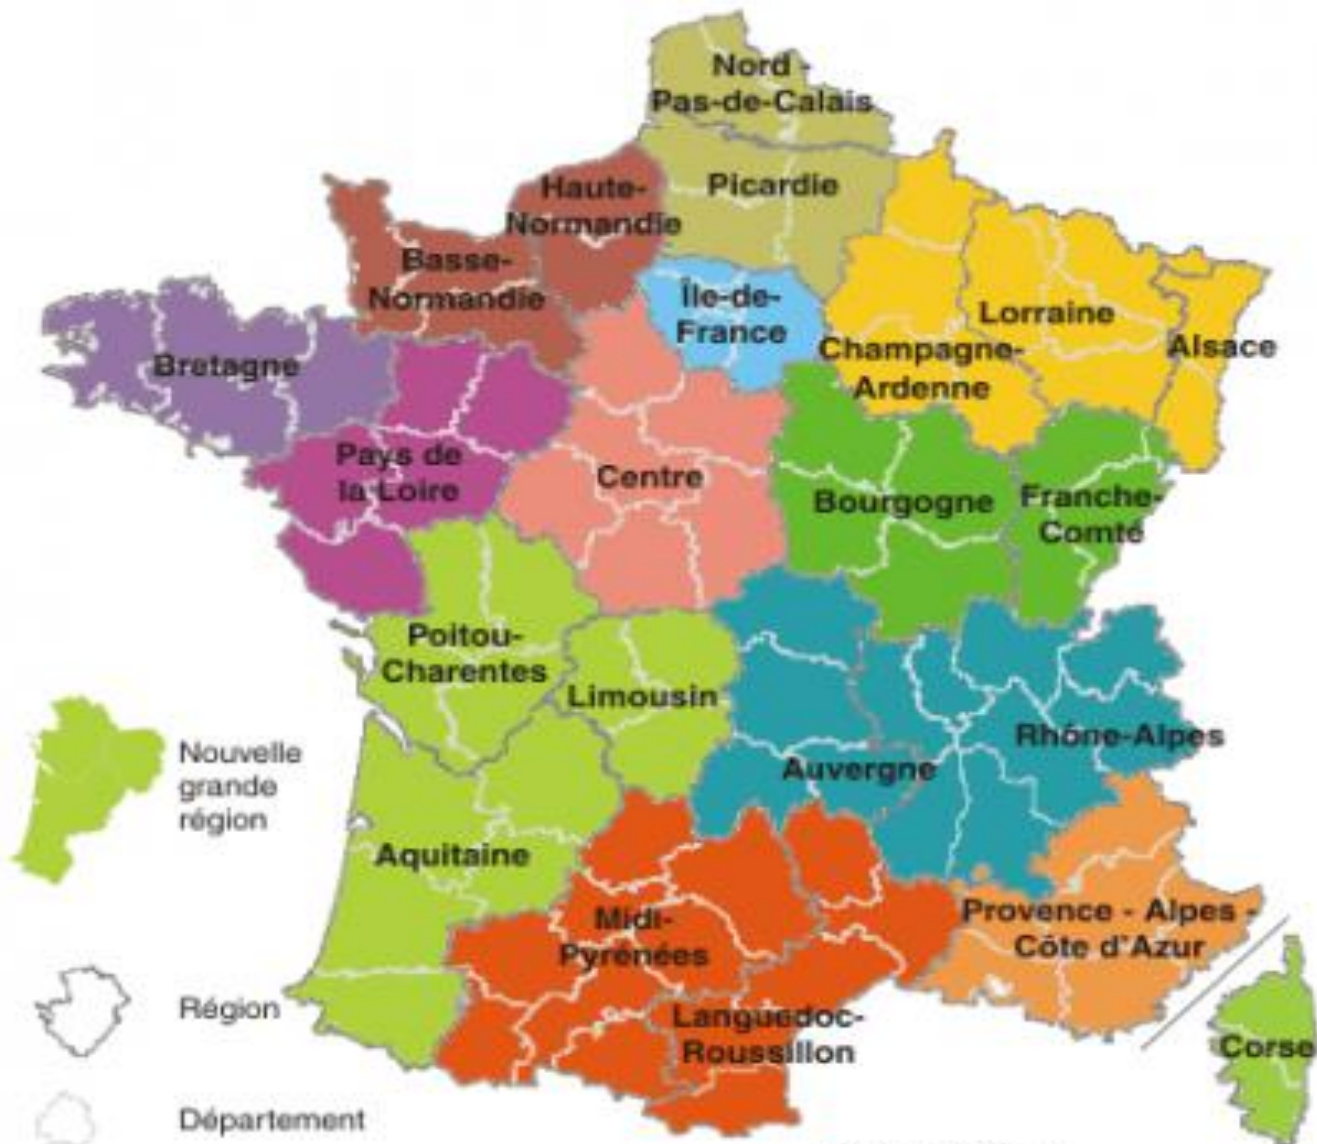 Nord -
Pas-de-Calais
Picardie
Haute-
Normandie
Basse-
Normandie
Île-de-
France
Lorraine
Alsace
Champagne-
Ardenne
Bretagne
Pays de
la Loire
Centre
Bourgogne
Franche-
Comté
Poitou-
Charentes
Limousin
Rhône-Alpes
Auvergne
Nouvelle
grande
région
Aquitaine
Midi-
Pyrénées
Provence - Alpes -
Côte d'Azur
Languedoc-
Roussillon
Corse
Région
Département